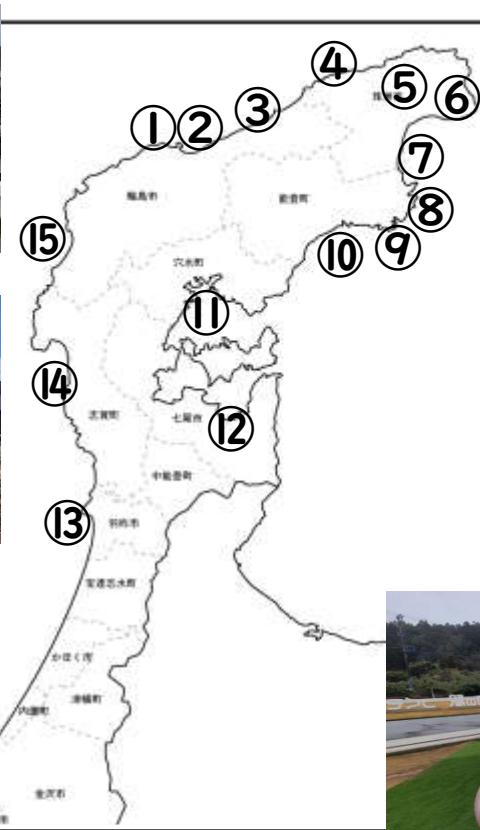 ④
⑤
⑥
③
① ②
⑦
輪島市
能登町
⑧
⑮
⑨
⑩
穴水町
⑪
⑭
志賀町
七尾市
⑫
中能登町
⑬
羽咋市
宝達志水町
かほく市
津幡町
内灘町
金沢市